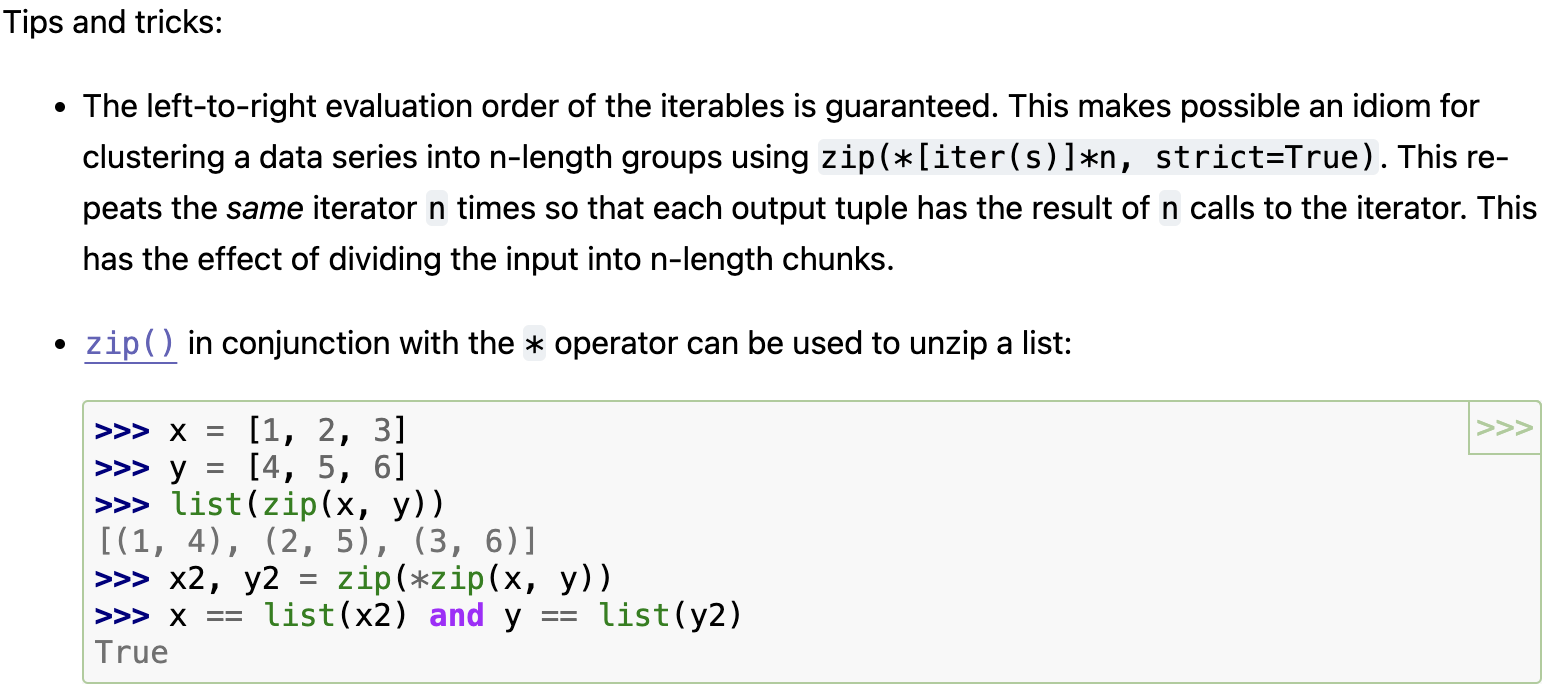 Tips and tricks:
• The left-to-right evaluation order of the iterables is guaranteed. This makes possible an idiom for
clustering a data series into n-length groups using zip(*[iter(s)]*n, strict=True). This re-
peats the same iterator n times so that each output tuple has the result of n calls to the iterator. This
has the effect of dividing the input into n-length chunks.
• zip() in conjunction with the * operator can be used to unzip a list:
>>>
>>> x = [1, 2, 3]
>>> y = [4, 5, 6]
>>> list(zip(x, y))
[(1, 4), (2, 5), (3, 6)]
>>> x2, y2 = zip(*zip(x, y))
>>> x == list(x2) and y == list(y2)
True